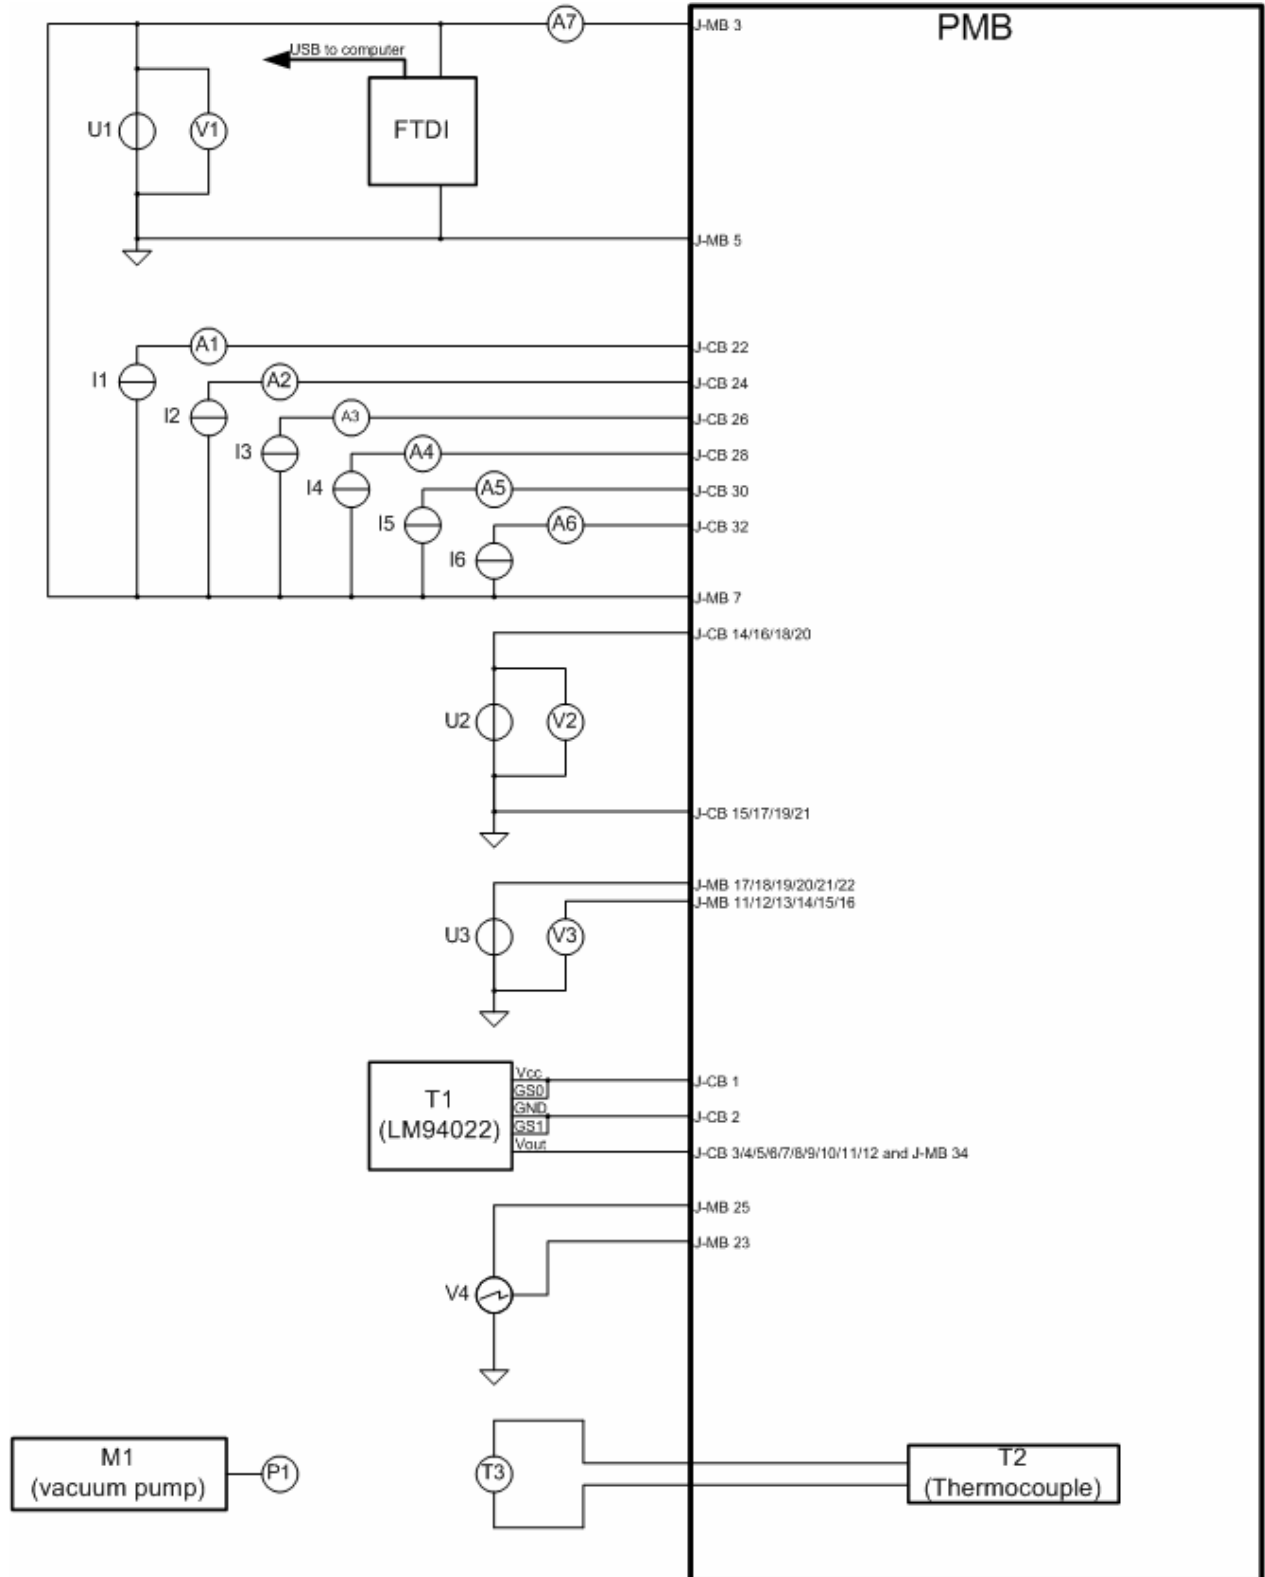 PMB
A7
J-MB 3
USB to computer
U1
V1
FTDI
J-MB 5
A1
J-CB 22
I1
A2
J-CB 24
I2
A3
J-CB 26
I3
A4
J-CB 28
I4
A5
J-CB 30
I5
A6
J-CB 32
I6
J-MB 7
J-CB 14/16/18/20
U2
V2
J-CB 15/17/19/21
J-MB 17/18/19/20/21/22
J-MB 11/12/13/14/15/16
U3
V3
T1
(LM94022)
Vcc
GS0
GND
GS1
Vout
J-CB 1
J-CB 2
J-CB 3/4/5/6/7/8/9/10/11/12 and J-MB 34
J-MB 25
J-MB 23
V4
M1
(vacuum pump)
P1
T3
T2
(Thermocouple)